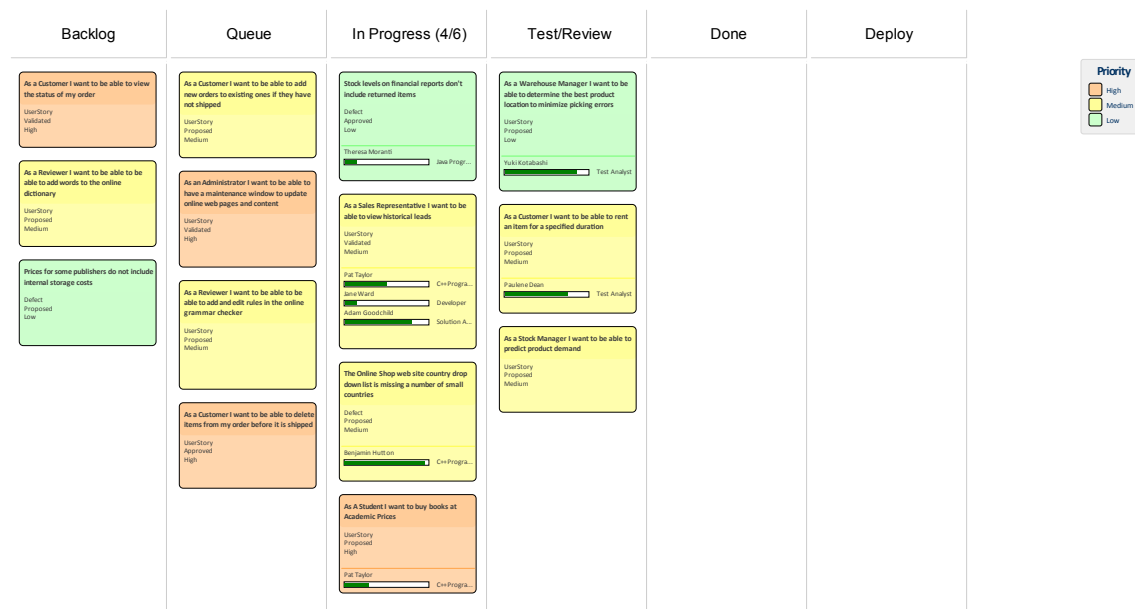 Backlog
Queue
In Progress (4/6)
Test/Review
Done
Deploy
As a Customer I want to be able to view
the status of my order
UserStory
Validated
High
As a Reviewer I want to be able to be
able to add words to the online
dictionary
UserStory
Proposed
Medium
Prices for some publishers do not include
internal storage costs
Defect
Proposed
Low
As a Customer I want to be able to add
new orders to existing ones if they have
not shipped
UserStory
Proposed
Medium
As an Administrator I want to be able to
have a maintenance window to update
online web pages and content
UserStory
Validated
High
As a Reviewer I want to be able to be
able to add and edit rules in the online
grammar checker
UserStory
Proposed
Medium
As a Customer I want to be able to delete
items from my order before it is shipped
UserStory
Approved
High
Stock levels on financial reports don't
include returned items
Defect
Approved
Low
Theresa Moranti
Java Progr...
As a Sales Representative I want to be
able to view historical leads
UserStory
Validated
Medium
Pat Taylor
C++ Progra...
Jane Ward
Developer
Adam Goodchild
Solution A...
The Online Shop web site country drop
down list is missing a number of small
countries
Defect
Proposed
Medium
Benjamin Hutton
C++ Progra...
As A Student I want to buy books at
Academic Prices
UserStory
Proposed
High
Pat Taylor
C++ Progra...
As a Warehouse Manager I want to be
able to determine the best product
location to minimize picking errors
UserStory
Proposed
Low
Yuki Kotabashi
Test Analyst
As a Customer I want to be able to rent
an item for a specified duration
UserStory
Proposed
Medium
Paulene Dean
Test Analyst
As a Stock Manager I want to be able to
predict product demand
UserStory
Proposed
Medium
Priority
High
Medium
Low